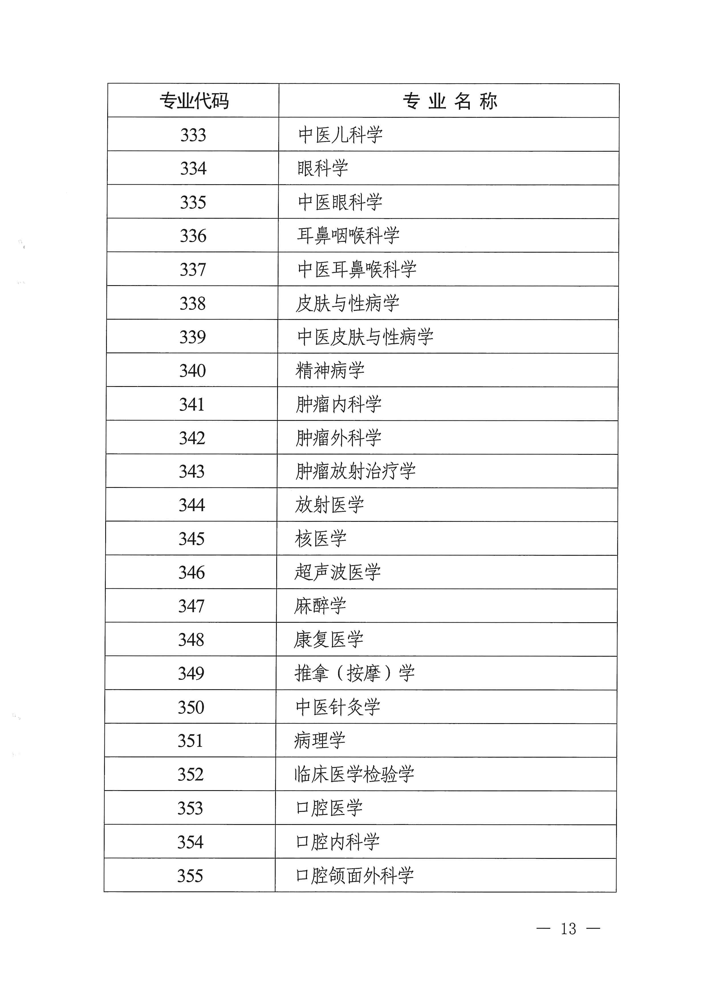 专业代码 专业名称
333 中医儿科学
334 眼科学
335 中医眼科学
336 耳鼻咽喉科学
337 中医耳鼻喉科学
338 皮肤与性病学
339 中医皮肤与性病学
340 精神病学
341 肿瘤内科学
342 肿瘤外科学
343 肿瘤放射治疗学
344 放射医学
345 核医学
346 超声波医学
347 麻醉学
348 康复医学
349 推拿（按摩）学
350 中医针灸学
351 病理学
352 临床医学检验学
353 口腔医学
354 口腔内科学
355 口腔颌面外科学
— 13 —